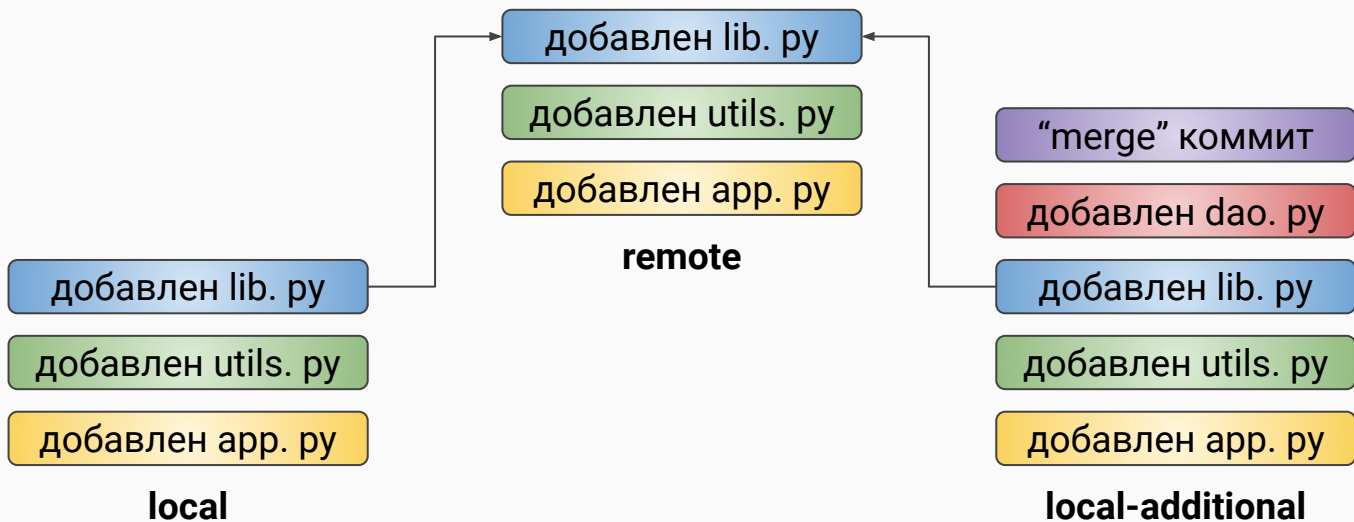 добавлен lib. py
добавлен utils. py
добавлен app. py
remote
добавлен lib. py
добавлен utils. py
добавлен app. py
local
“merge” коммит
добавлен dao. py
добавлен lib. py
добавлен utils. py
добавлен app. py
local-additional